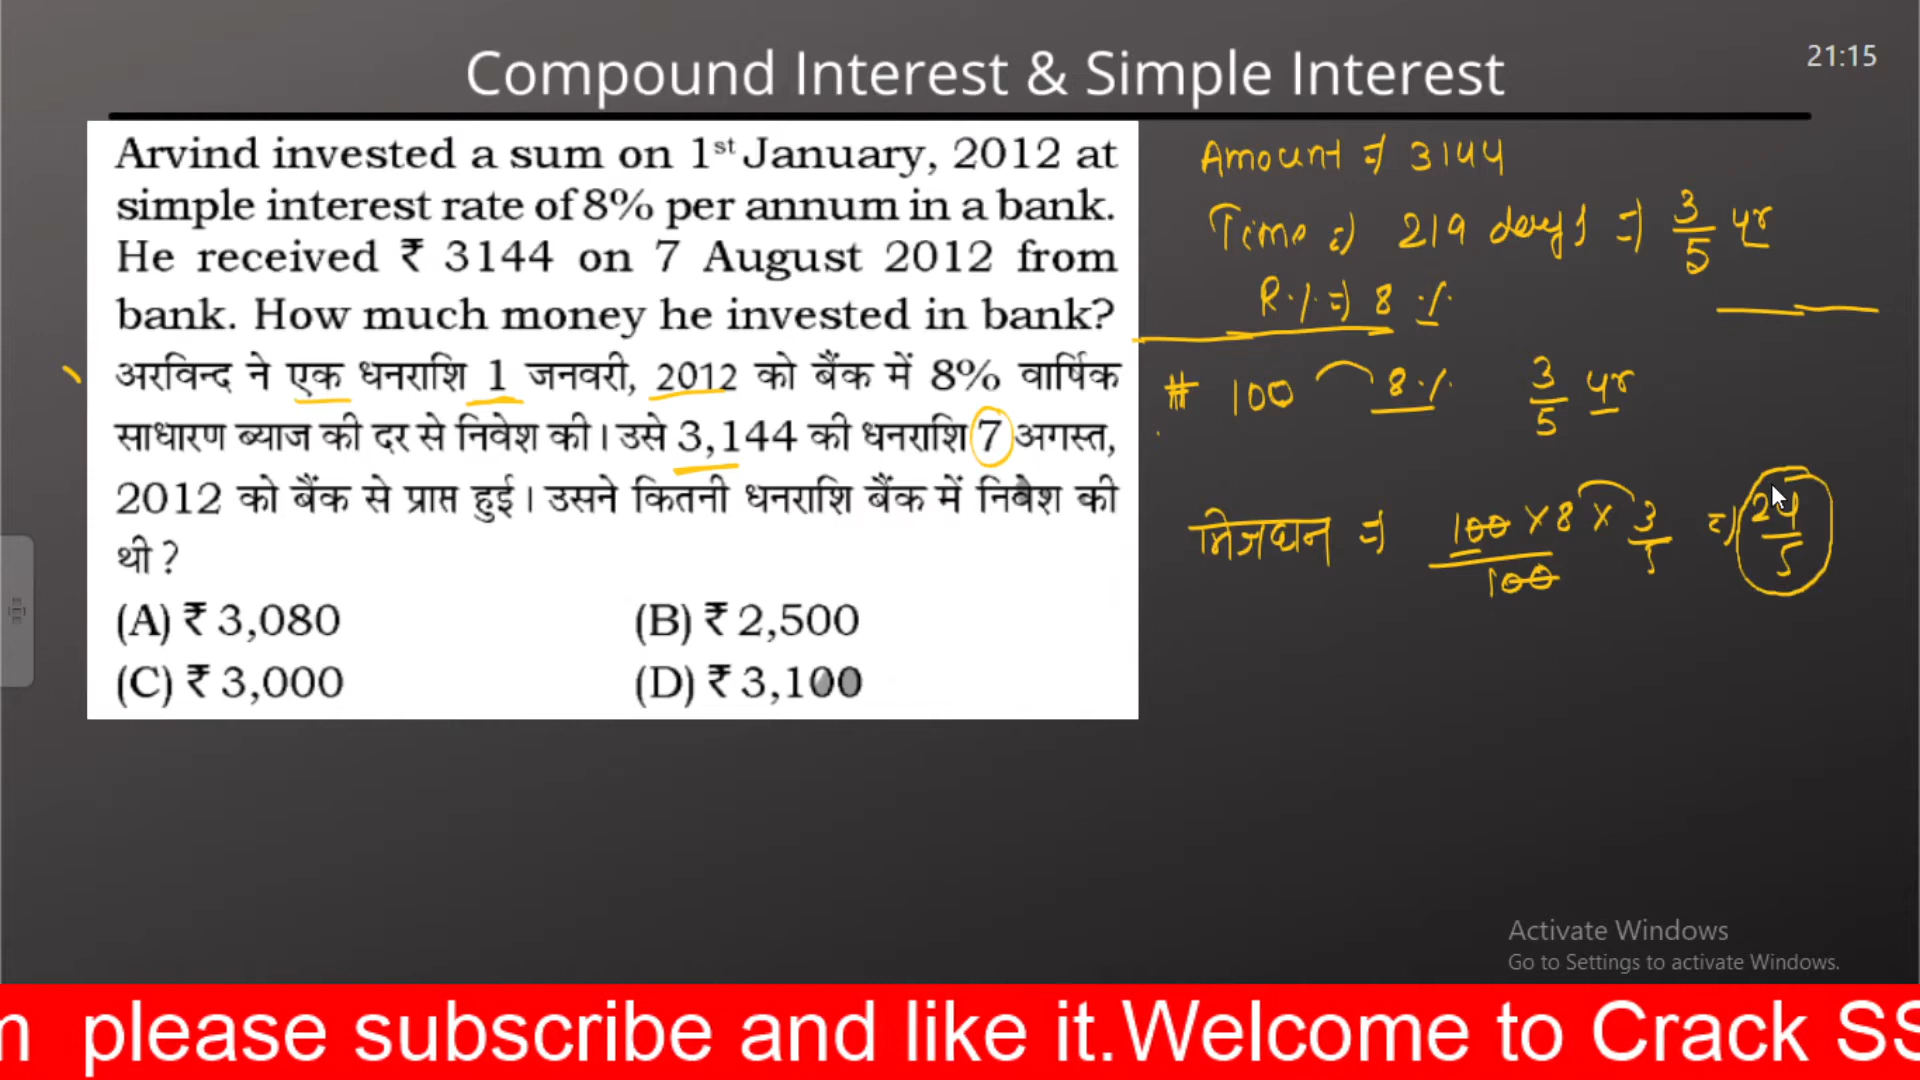 Compound Interest & Simple Interest
21:15
Arvind invested a sum on 1st January, 2012 at
simple interest rate of 8% per annum in a bank.
He received ₹ 3144 on 7 August 2012 from
bank. How much money he invested in bank?
अरविन्द ने एक धनराशि 1 जनवरी, 2012 को बैंक में 8% वार्षिक
साधारण ब्याज की दर से निवेश की। उसे 3,144 की धनराशि 7 अगस्त,
2012 को बैंक से प्राप्त हुई। उसने कितनी धनराशि बैंक में निवेश की
थी ?
(A) ₹ 3,080 (B) ₹ 2,500
(C) ₹ 3,000 (D) ₹ 3,100
Amount ⇒ 3144
Time ⇒ 219 days ⇒ 3/5 yr
R% ⇒ 8 %
# 100 8% 3/5 yr
मिजधन ⇒ 100 × 8 × 3/5 / 100 ⇒ 24/5
Activate Windows
Go to Settings to activate Windows.
please subscribe and like it.Welcome to Crack SS